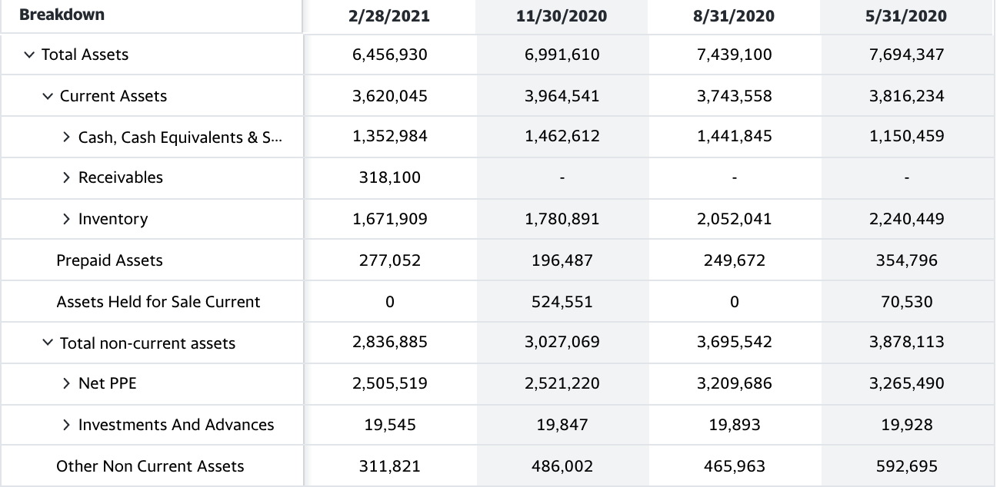 Breakdown 2/28/2021 11/30/2020 8/31/2020 5/31/2020
Total Assets 6,456,930 6,991,610 7,439,100 7,694,347
Current Assets 3,620,045 3,964,541 3,743,558 3,816,234
Cash, Cash Equivalents & S... 1,352,984 1,462,612 1,441,845 1,150,459
Receivables 318,100 - - -
Inventory 1,671,909 1,780,891 2,052,041 2,240,449
Prepaid Assets 277,052 196,487 249,672 354,796
Assets Held for Sale Current 0 524,551 0 70,530
Total non-current assets 2,836,885 3,027,069 3,695,542 3,878,113
Net PPE 2,505,519 2,521,220 3,209,686 3,265,490
Investments And Advances 19,545 19,847 19,893 19,928
Other Non Current Assets 311,821 486,002 465,963 592,695